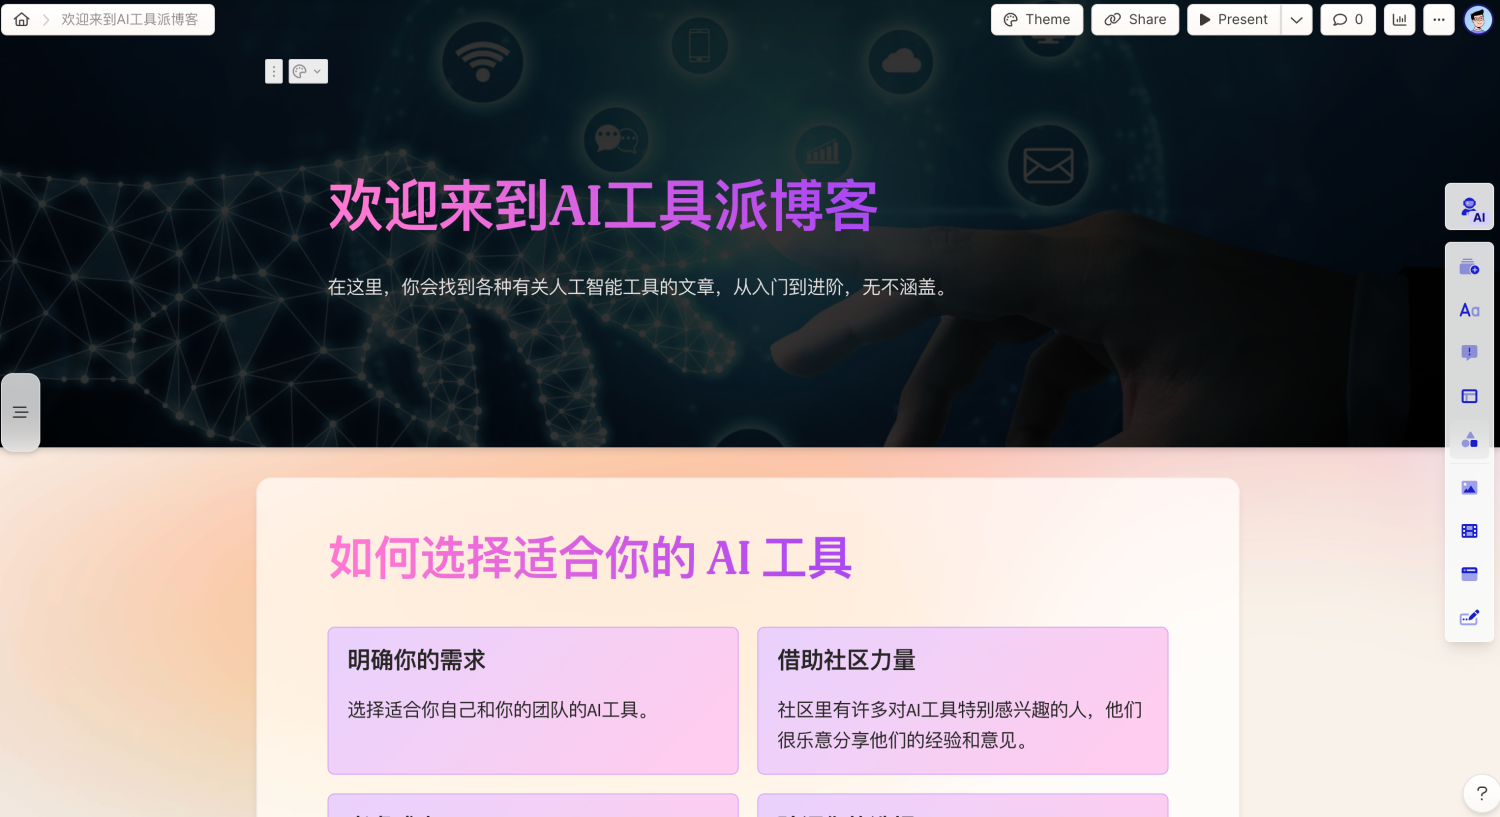 欢迎来到AI工具派博客
Theme
Share
Present
0
欢迎来到AI工具派博客
在这里，你会找到各种有关人工智能工具的文章，从入门到进阶，无不涵盖。
AI
Aa
如何选择适合你的 AI 工具
明确你的需求
选择适合你自己和你的团队的AI工具。
借助社区力量
社区里有许多对AI工具特别感兴趣的人，他们
很乐意分享他们的经验和意见。
?